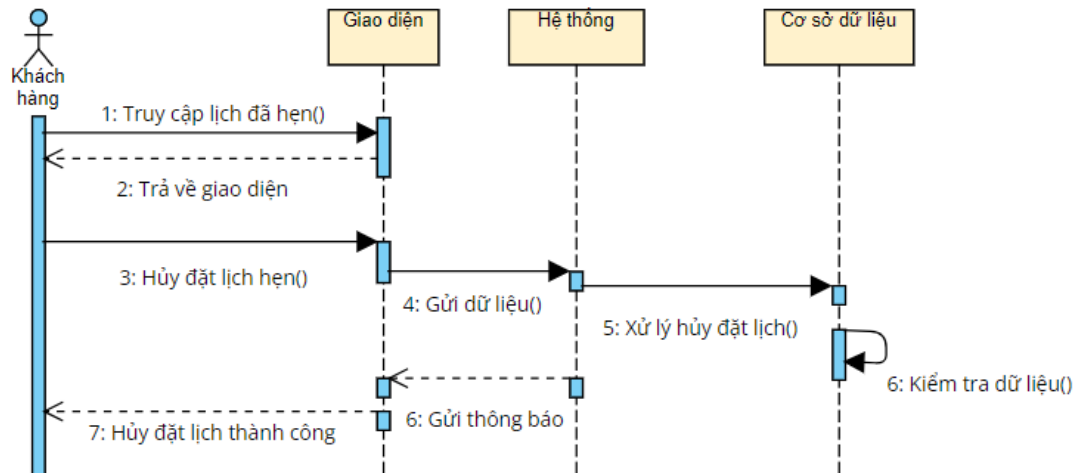 Giao diện
Hệ thông
Cơ sở dữ liệu
Khách
hàng
1: Truy cập lịch đã hẹn()
2: Trả về giao diện
3: Hủy đặt lịch hẹn()
4: Gửi dữ liệu()
5: Xử lý hủy đặt lịch()
6: Kiểm tra dữ liệu()
6: Gửi thông báo
7: Hủy đặt lịch thành công